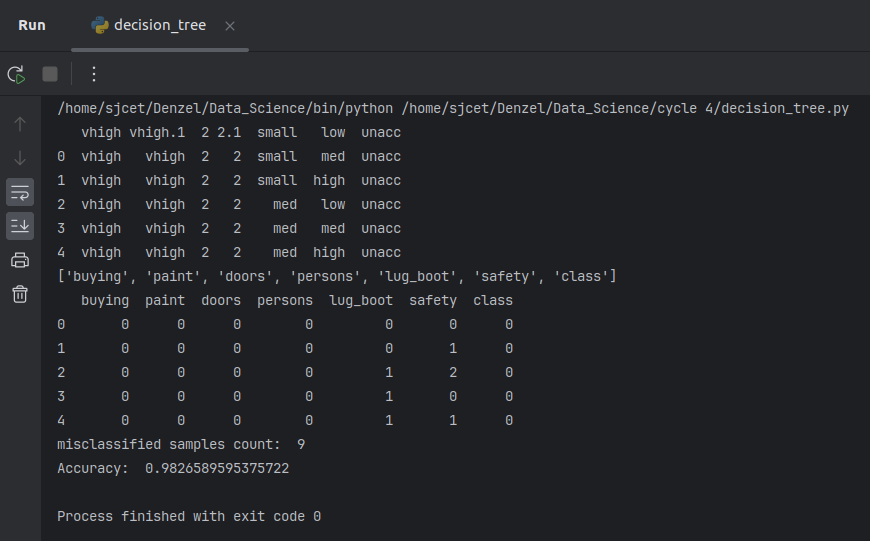 Run decision_tree
/home/sjcet/Denzel/Data_Science/bin/python /home/sjcet/Denzel/Data_Science/cycle 4/decision_tree.py
   vhigh vhigh.1  2 2.1  small   low  unacc
0  vhigh   vhigh  2   2  small   med  unacc
1  vhigh   vhigh  2   2  small  high  unacc
2  vhigh   vhigh  2   2    med   low  unacc
3  vhigh   vhigh  2   2    med   med  unacc
4  vhigh   vhigh  2   2    med  high  unacc
['buying', 'paint', 'doors', 'persons', 'lug_boot', 'safety', 'class']
   buying  paint  doors  persons  lug_boot  safety  class
0       0      0      0        0         0       0      0
1       0      0      0        0         0       1      0
2       0      0      0        0         1       2      0
3       0      0      0        0         1       0      0
4       0      0      0        0         1       1      0
misclassified samples count:  9
Accuracy:  0.9826589595375722
Process finished with exit code 0